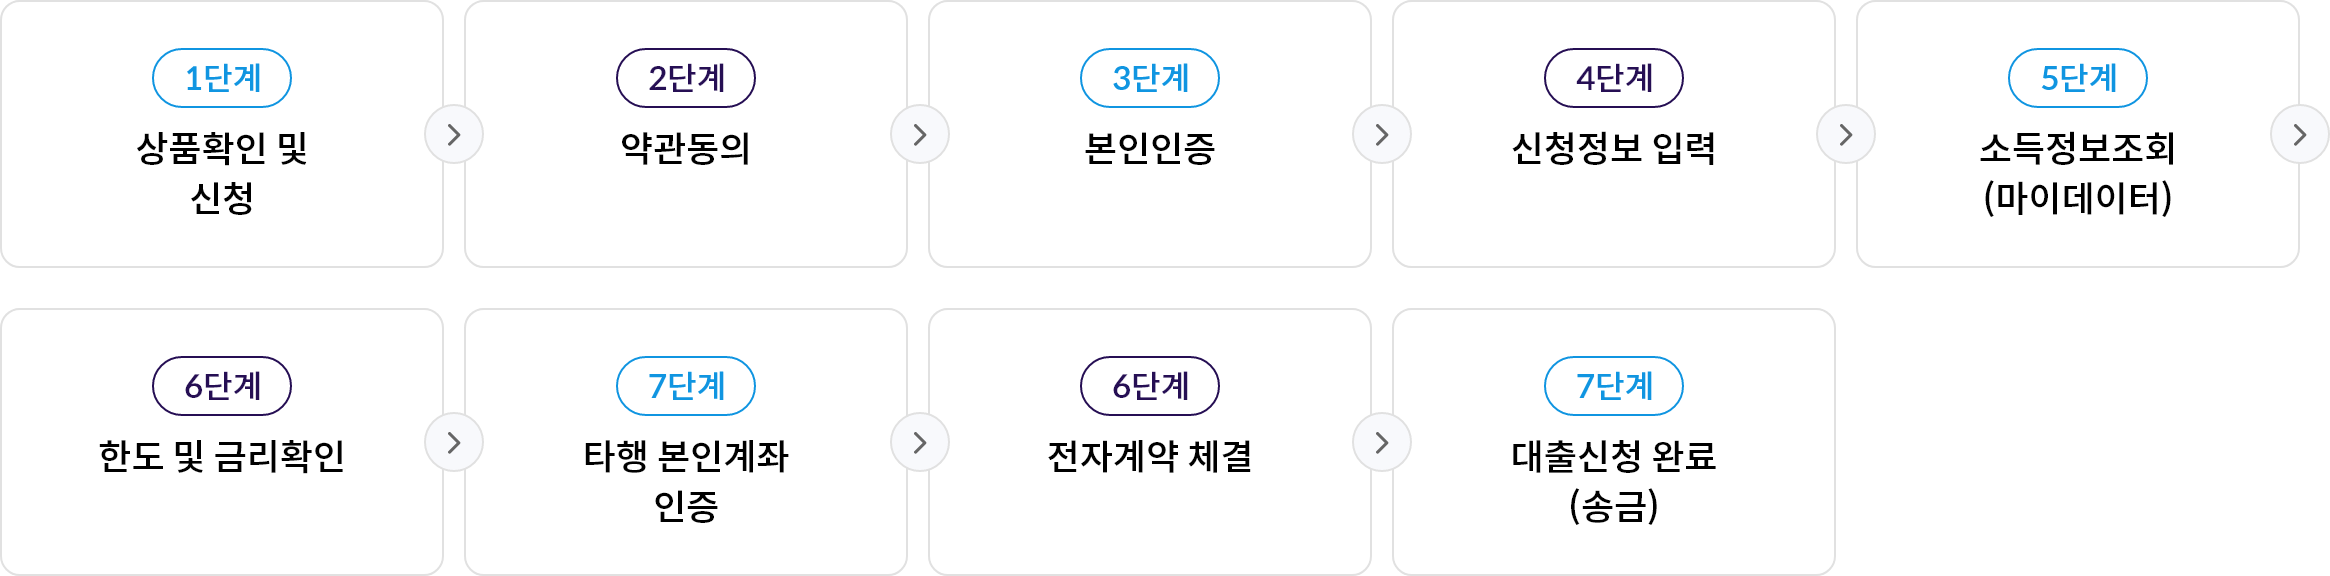 1단계
상품확인 및
신청
2단계
약관동의
3단계
본인인증
4단계
신청정보 입력
5단계
소득정보조회
(마이데이터)
6단계
한도 및 금리확인
7단계
타행 본인계좌
인증
6단계
전자계약 체결
7단계
대출신청 완료
(송금)